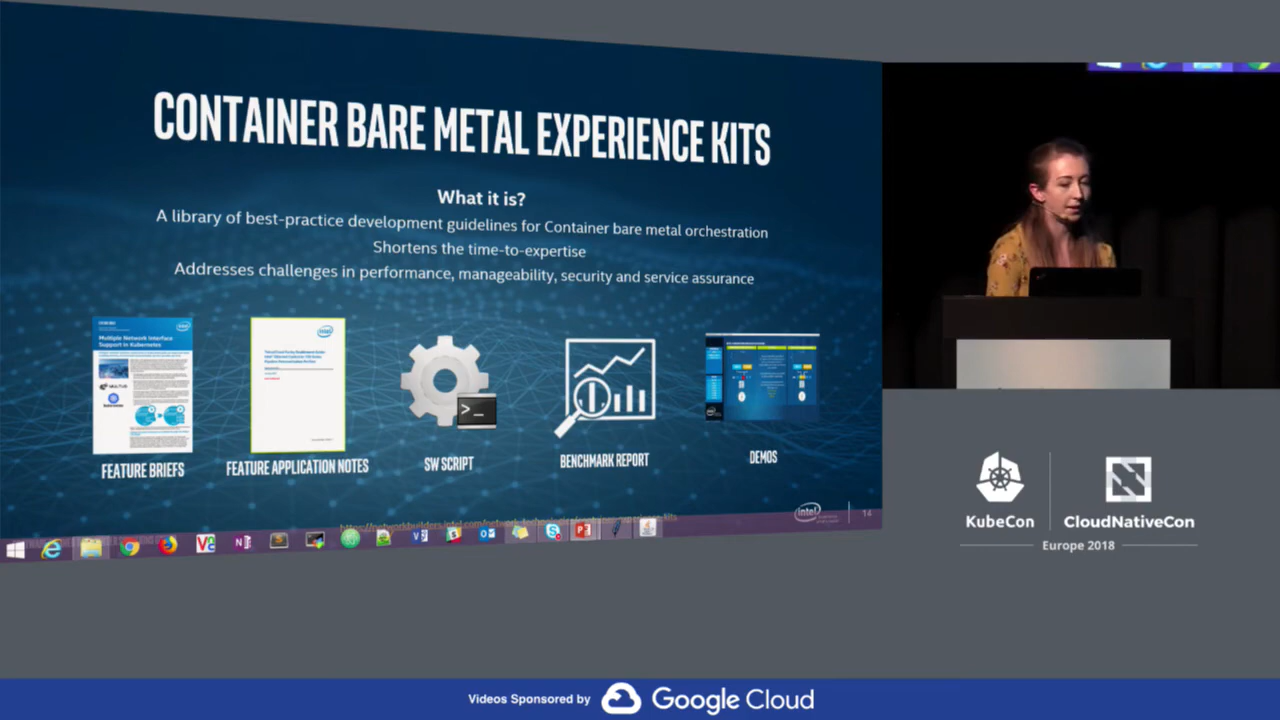 CONTAINER BARE METAL EXPERIENCE KITS
What it is?
A library of best-practice development guidelines for Container bare metal orchestration
Shortens the time-to-expertise
Addresses challenges in performance, manageability, security and service assurance
Multiple Network Interface
Support in Kubernetes
intel
FEATURE BRIEFS
FEATURE APPLICATION NOTES
SW SCRIPT
BENCHMARK REPORT
DEMOS
intel
14
KubeCon
CloudNativeCon
Europe 2018
Videos Sponsored by Google Cloud